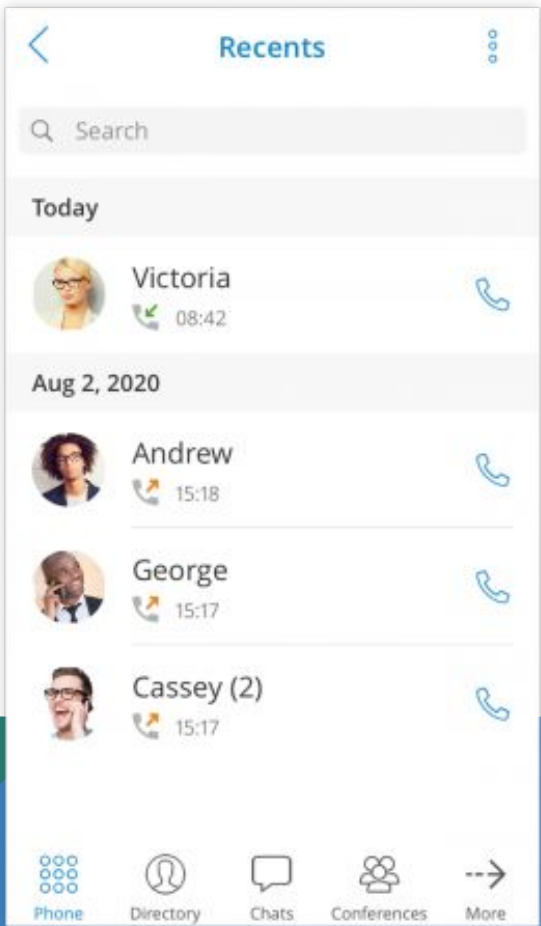 Recents
Search
Today
Victoria
08:42
Aug 2, 2020
Andrew
15:18
George
15:17
Cassey (2)
15:17
Phone Directory Chats Conferences More